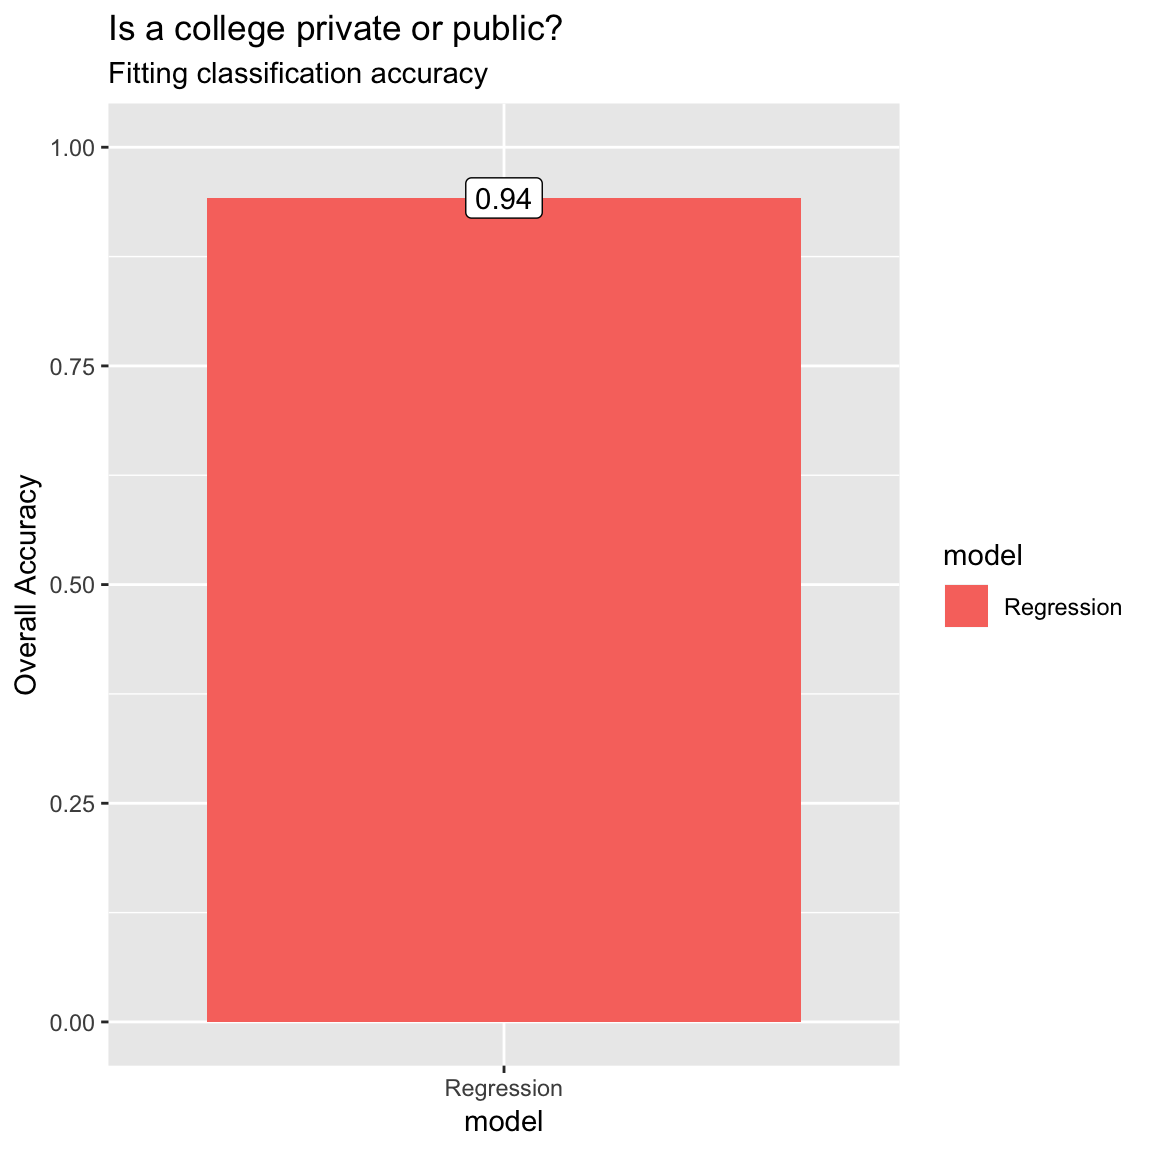 Is a college private or public?
Fitting classification accuracy
Overall Accuracy
1.00
0.75
0.50
0.25
0.00
0.94
Regression
model
model
Regression